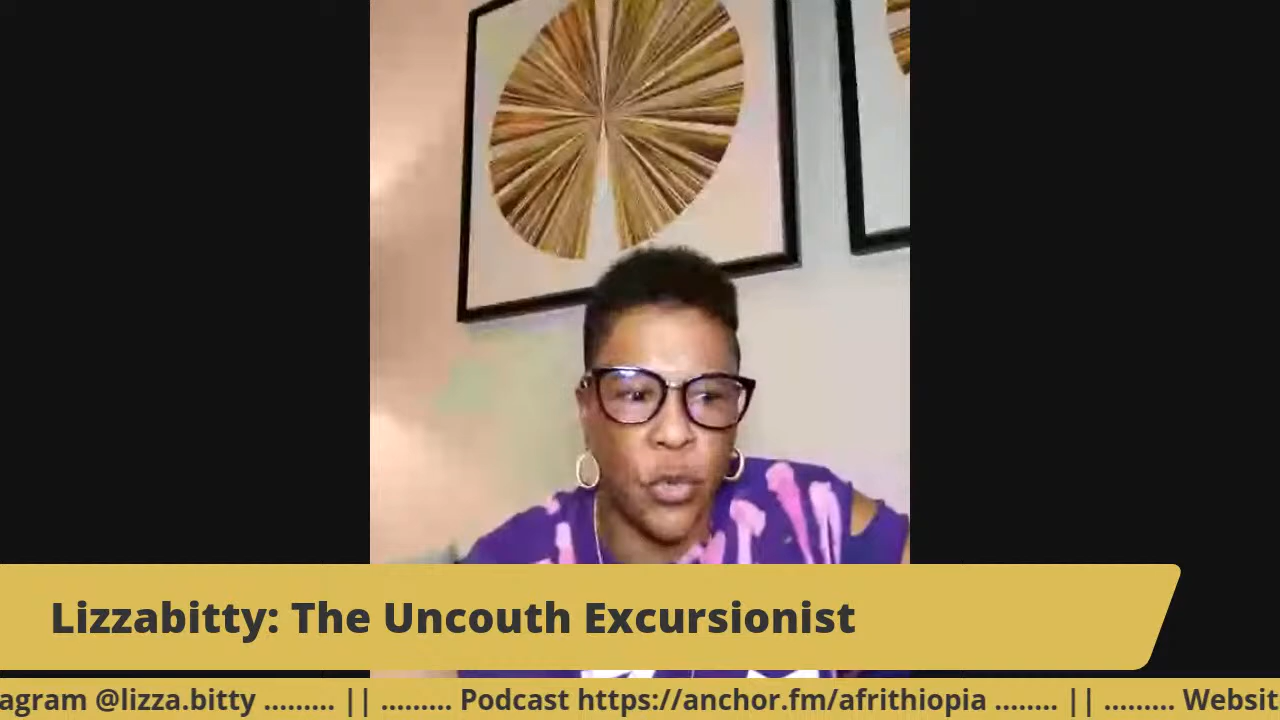 Lizzabitty: The Uncouth Excursionist
agram @lizza.bitty ......... || ......... Podcast https://anchor.fm/afrithiopia ........ || ......... Websit